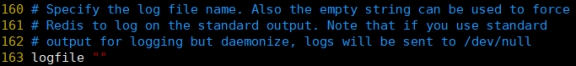 160 # Specify the log file name. Also the empty string can be used to force
161 # Redis to log on the standard output. Note that if you use standard
162 # output for logging but daemonize, logs will be sent to /dev/null
163 logfile ""